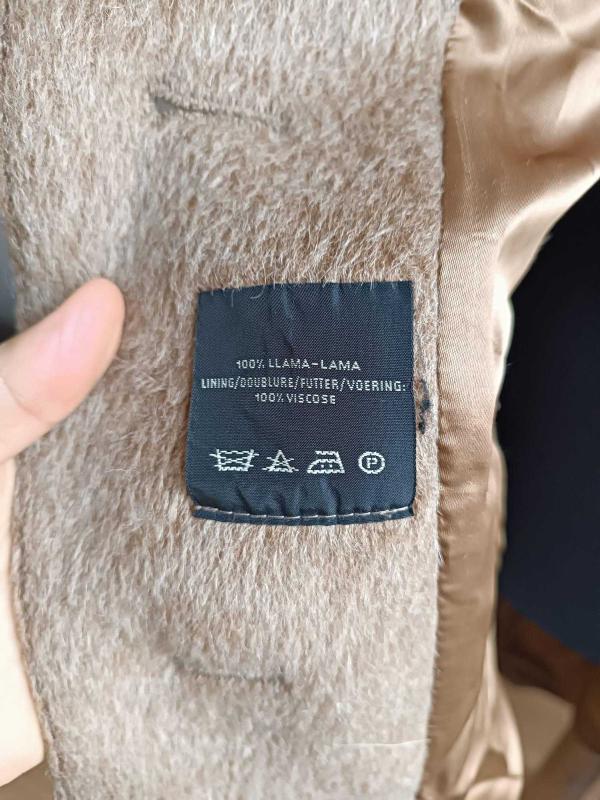 100% LLAMA-LAMA
LINING/DOUBLURE/FUTTER/VOERING:
100% VISCOSE
P